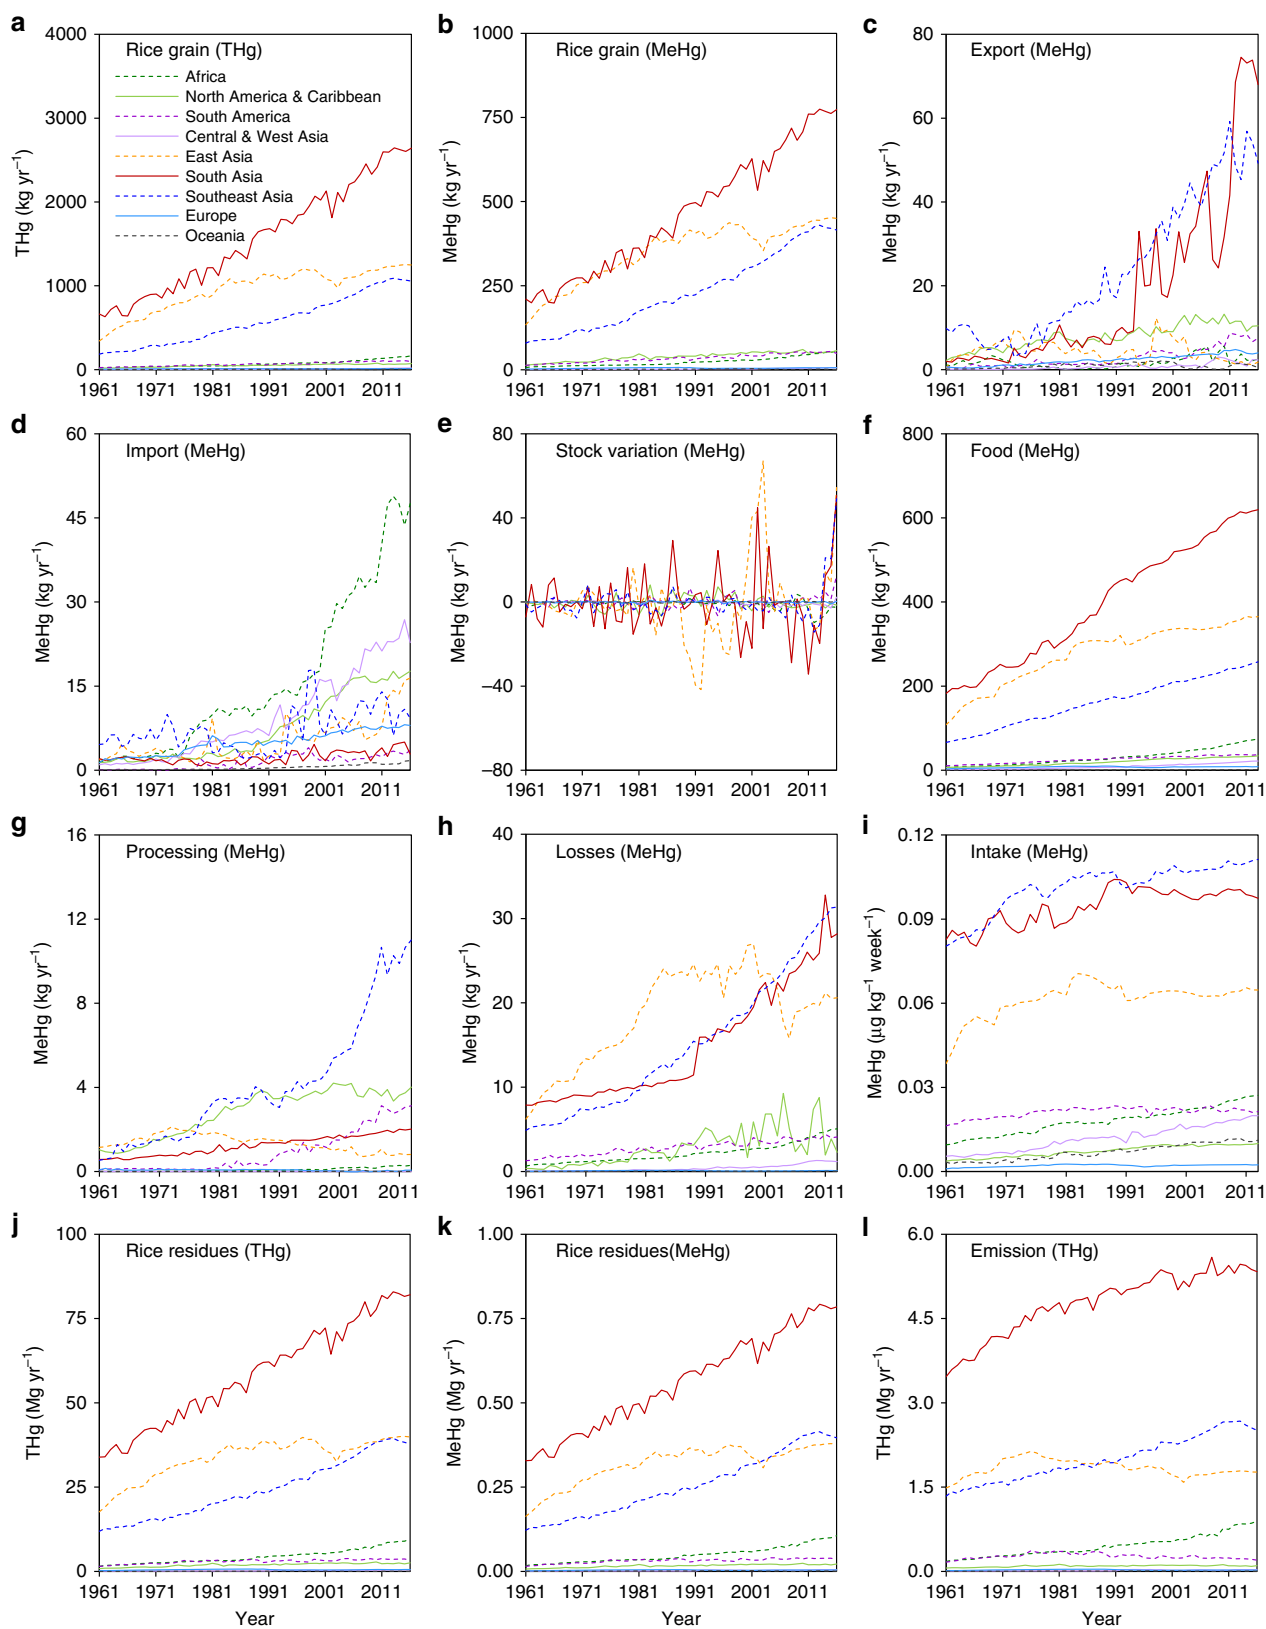 a
Rice grain (THg)
4000
3000
2000
1000
0
THg (kg yr−1)
Africa
North America & Caribbean
South America
Central & West Asia
East Asia
South Asia
Southeast Asia
Europe
Oceania
1961 1971 1981 1991 2001 2011
b
Rice grain (MeHg)
1000
750
500
250
0
MeHg (kg yr−1)
1961 1971 1981 1991 2001 2011
c
Export (MeHg)
80
60
40
20
0
MeHg (kg yr−1)
1961 1971 1981 1991 2001 2011
d
Import (MeHg)
60
45
30
15
0
MeHg (kg yr−1)
1961 1971 1981 1991 2001 2011
e
Stock variation (MeHg)
80
40
0
−40
−80
MeHg (kg yr−1)
1961 1971 1981 1991 2001 2011
f
Food (MeHg)
800
600
400
200
0
MeHg (kg yr−1)
1961 1971 1981 1991 2001 2011
g
Processing (MeHg)
16
12
8
4
0
MeHg (kg yr−1)
1961 1971 1981 1991 2001 2011
h
Losses (MeHg)
40
30
20
10
0
MeHg (kg yr−1)
1961 1971 1981 1991 2001 2011
i
Intake (MeHg)
0.12
0.09
0.06
0.03
0.00
MeHg (µg kg−1 week−1)
1961 1971 1981 1991 2001 2011
j
Rice residues (THg)
100
75
50
25
0
THg (Mg yr−1)
1961 1971 1981 1991 2001 2011
Year
k
Rice residues(MeHg)
1.00
0.75
0.50
0.25
0.00
MeHg (Mg yr−1)
1961 1971 1981 1991 2001 2011
Year
l
Emission (THg)
6.0
4.5
3.0
1.5
0.0
THg (Mg yr−1)
1961 1971 1981 1991 2001 2011
Year